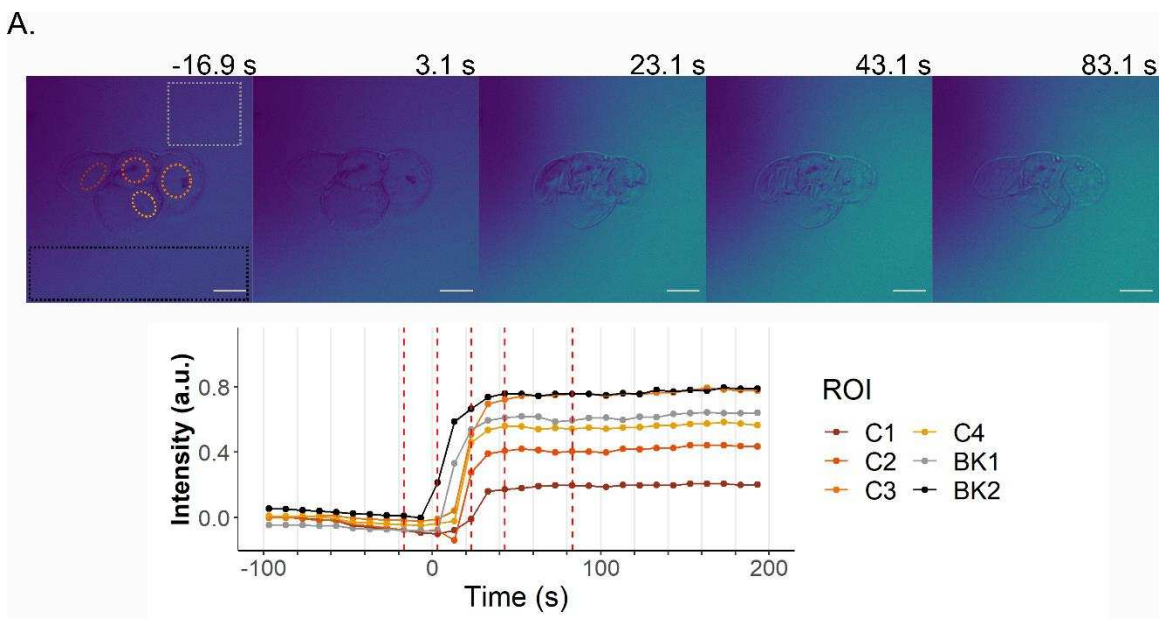 A.
-16.9 s 3.1 s 23.1 s 43.1 s 83.1 s
Intensity (a.u.)
0.8
0.4
0.0
-100 0 100 200
Time (s)
ROI
C1 C4
C2 BK1
C3 BK2